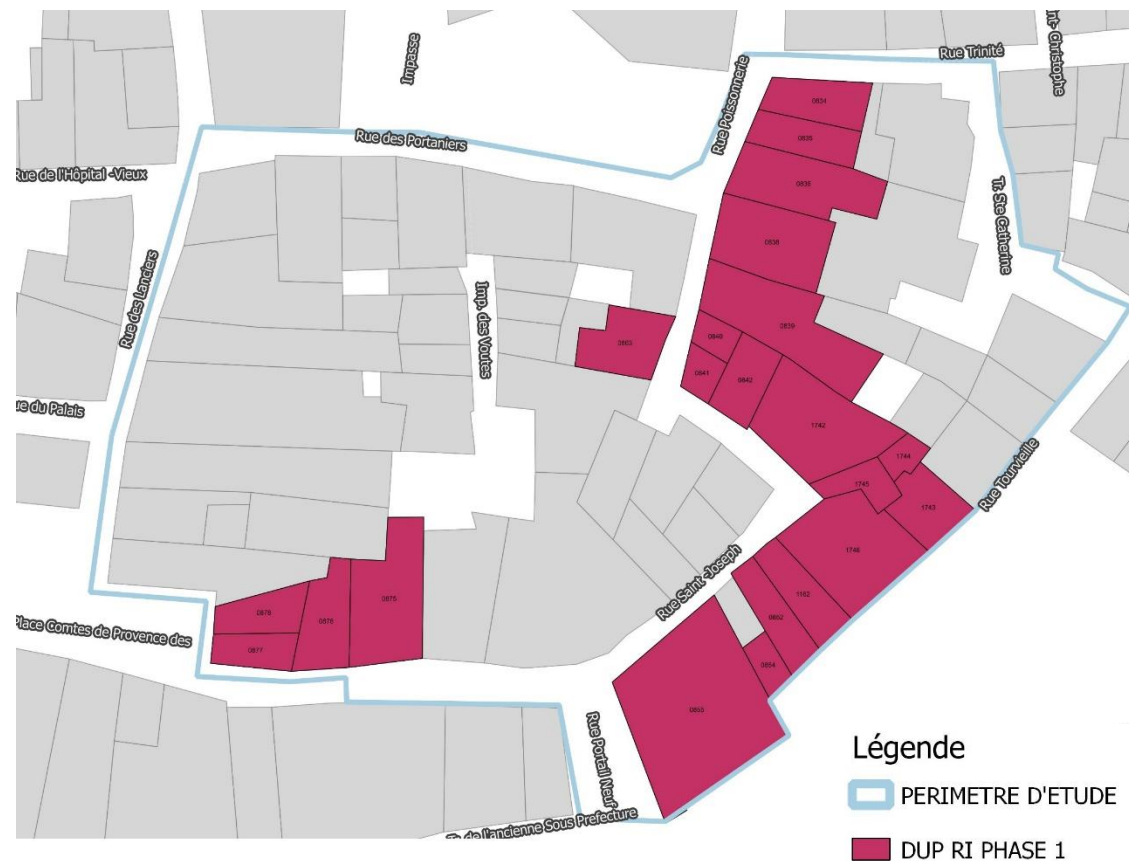 Impasse
Rue Trinité
nt- Christophe
Rue Poissonnerie
Rue des Portaniers
Rue de l'Hôpital -Vieux
Tr. Ste Catherine
Rue des Lanciers
Imp. des Voutes
ue du Palais
Rue Tourvieille
Rue Saint -Joseph
Place Comtes de Provence des
Rue Portail Neuf
Tr. de l'ancienne Sous Prefecture
0834
0835
0836
0838
0839
0840
0841
0842
1742
1744
1745
1743
1746
1162
0852
0854
0855
0875
0876
0878
0877
Légende
PERIMETRE D'ETUDE
DUP RI PHASE 1